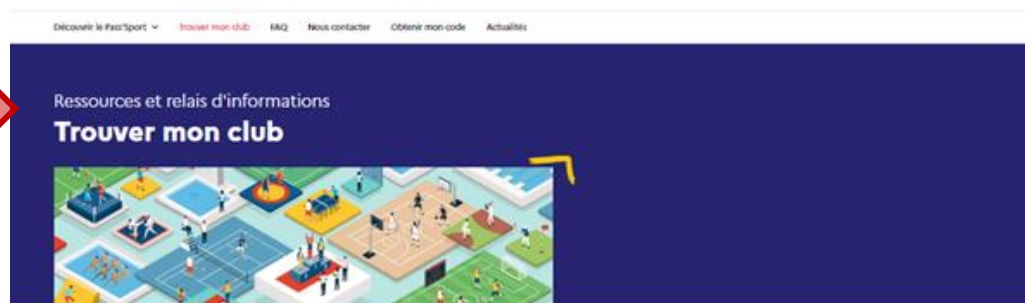 Découvrir le Pass'Sport Trouver mon club FAQ Nous contacter Obtenir mon code Actualités
Ressources et relais d'informations
Trouver mon club